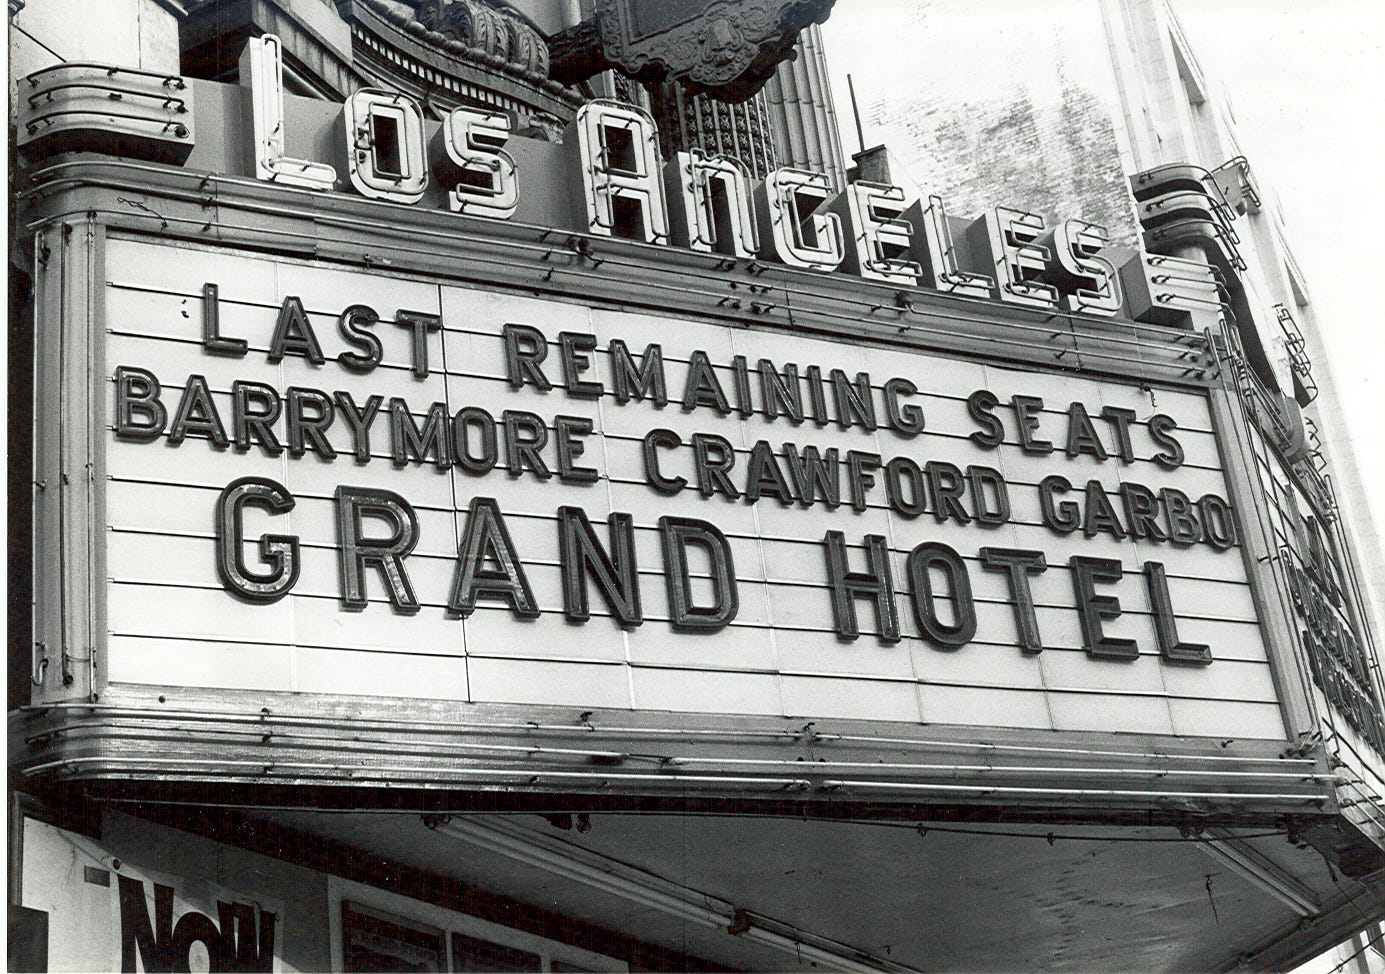 LOS AnGELES
LAST REMAINING SEATS
BARRYMORE CRAWFORD GARBO
GRAND HOTEL
NOW